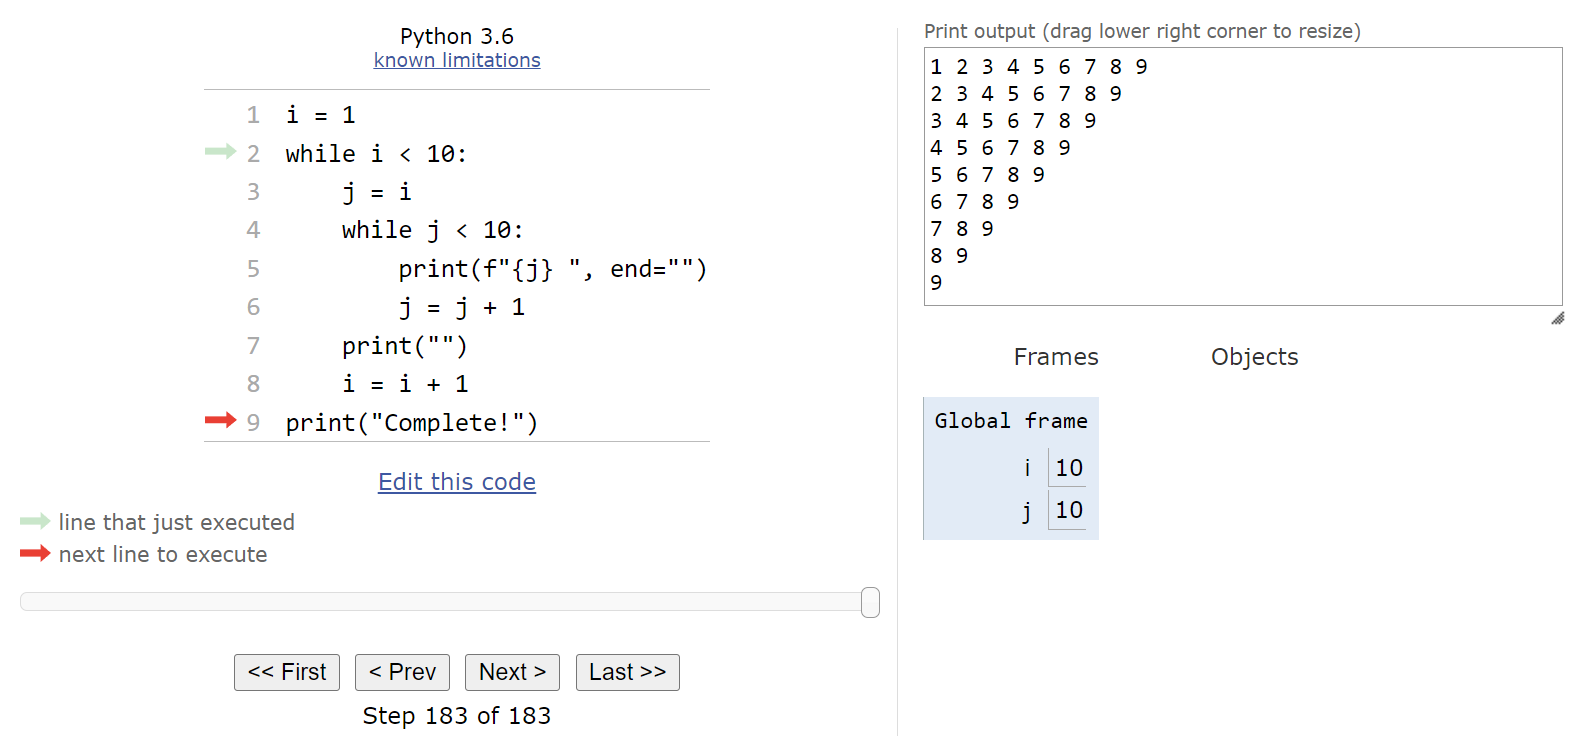 Python 3.6
known limitations
1 i = 1
2 while i < 10:
3     j = i
4     while j < 10:
5         print(f"{j} ", end="")
6         j = j + 1
7     print("")
8     i = i + 1
9 print("Complete!")
Edit this code
line that just executed
next line to execute
<< First < Prev Next > Last >>
Step 183 of 183
Print output (drag lower right corner to resize)
1 2 3 4 5 6 7 8 9
2 3 4 5 6 7 8 9
3 4 5 6 7 8 9
4 5 6 7 8 9
5 6 7 8 9
6 7 8 9
7 8 9
8 9
9
Frames Objects
Global frame
i 10
j 10